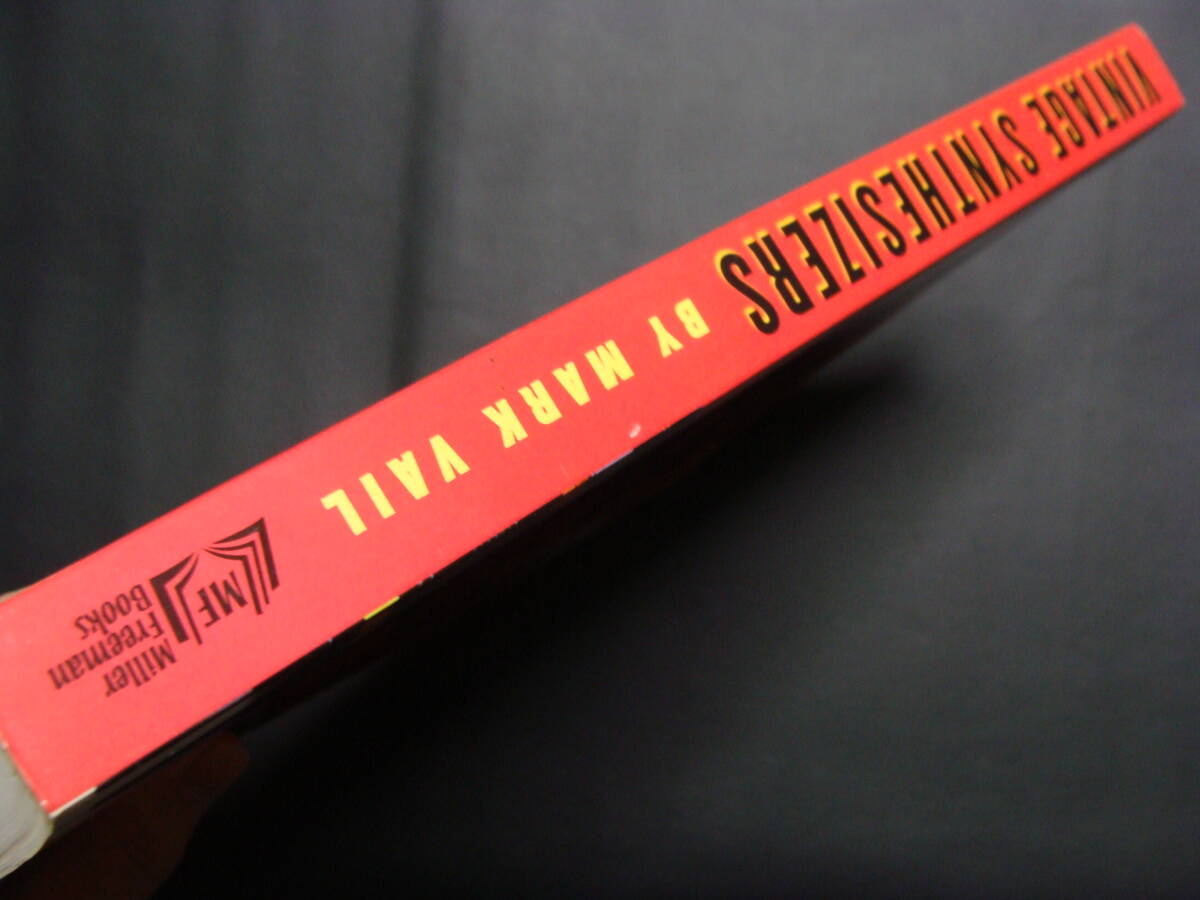 VINTAGE SYNTHESIZERS BY MARK VAIL
MF
Miller
Freeman
Books